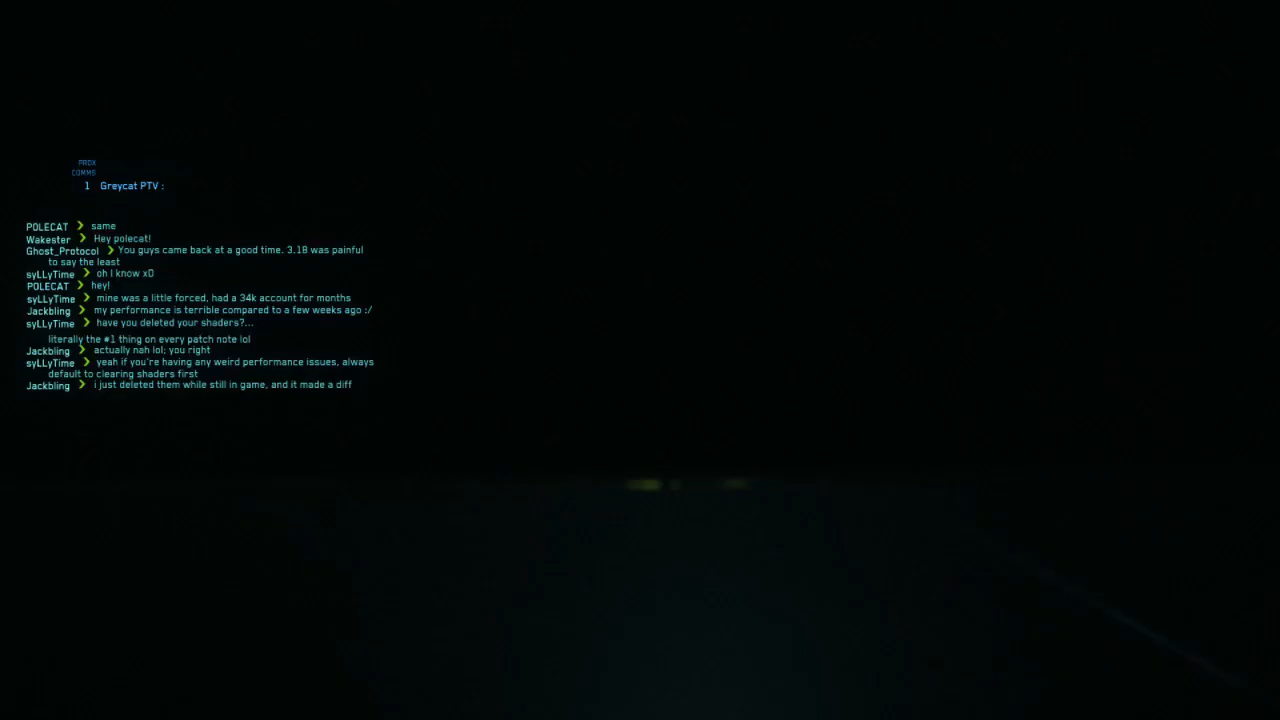 PROX
COMMS
1 Greycat PTV :
POLECAT > same
Wakester > Hey polecat!
Ghost_Protocol > You guys came back at a good time. 3.18 was painful
to say the least
syLLyTime > oh I know xD
POLECAT > hey!
syLLyTime > mine was a little forced, had a 34k account for months
Jackbling > my performance is terrible compared to a few weeks ago :/
syLLyTime > have you deleted your shaders?...
literally the #1 thing on every patch note lol
Jackbling > actually nah lol; you right
syLLyTime > yeah if you're having any weird performance issues, always
default to clearing shaders first
Jackbling > i just deleted them while still in game, and it made a diff